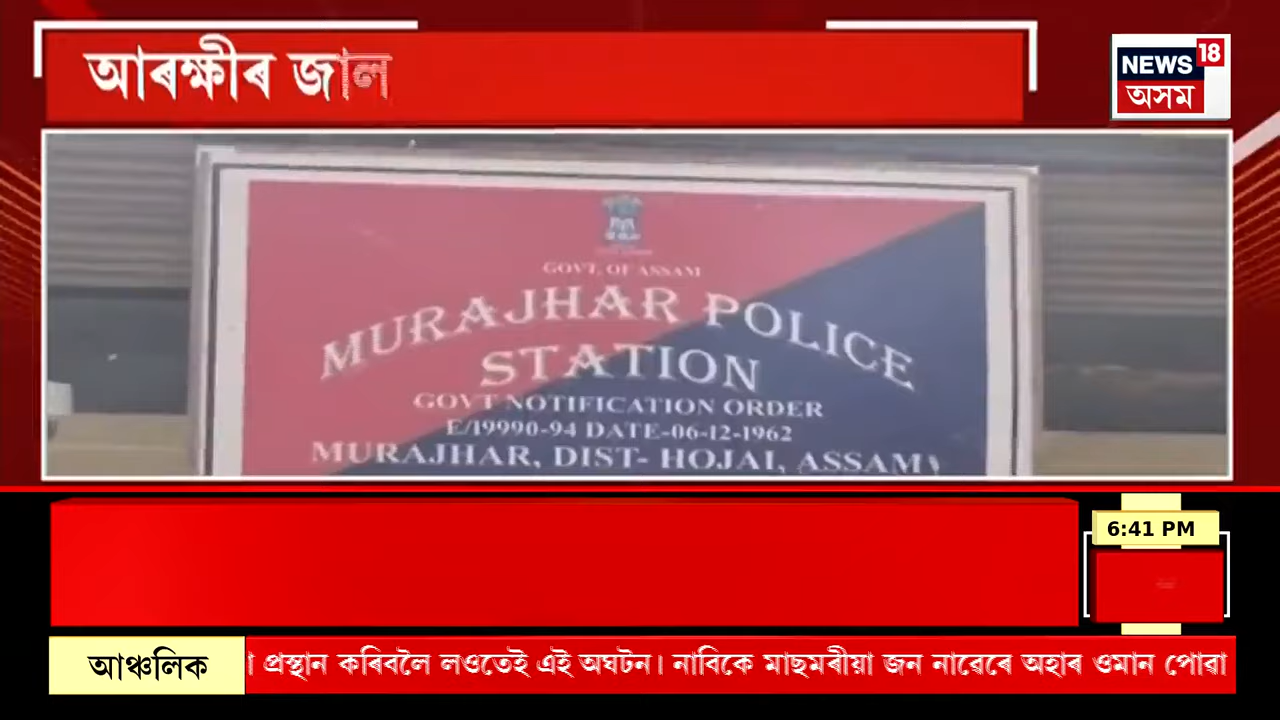 আৰক্ষীৰ জাল
NEWS 18
অসম
GOVT. OF ASSAM
MURAJHAR POLICE
STATION
GOVT NOTIFICATION ORDER
E/19990-94 DATE-06-12-1962
MURAJHAR, DIST- HOJAI, ASSAM
6:41 PM
আঞ্চলিক
প্ৰস্থান কৰিবলৈ লওতেই এই অঘটন। নাবিকে মাছমৰীয়া জন নাৱেৰে অহাৰ ওমান পোৱা